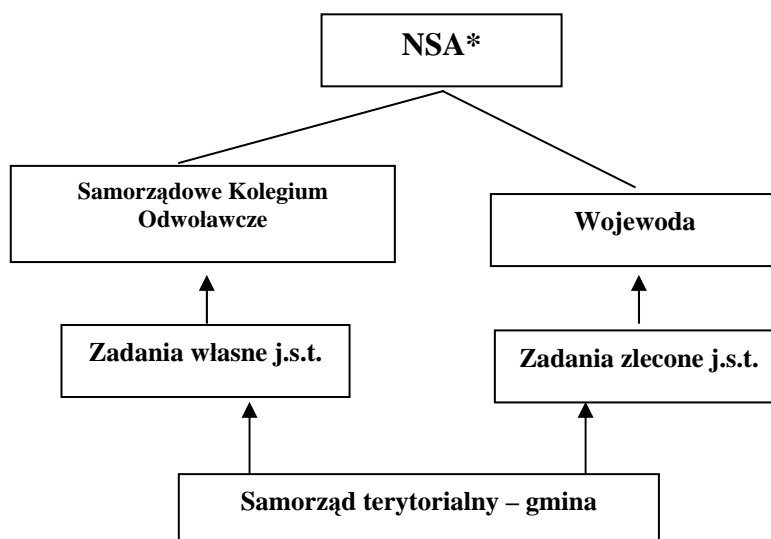 NSA*
Samorządowe Kolegium
Odwoławcze
Wojewoda
Zadania własne j.s.t.
Zadania zlecone j.s.t.
Samorząd terytorialny – gmina